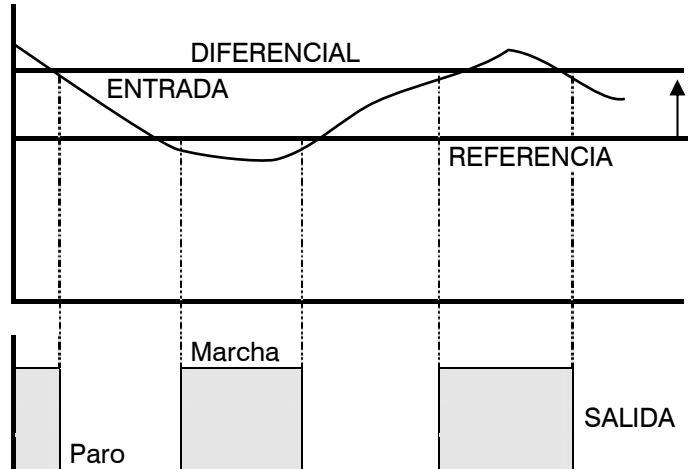 DIFERENCIAL
ENTRADA
REFERENCIA
Marcha
SALIDA
Paro